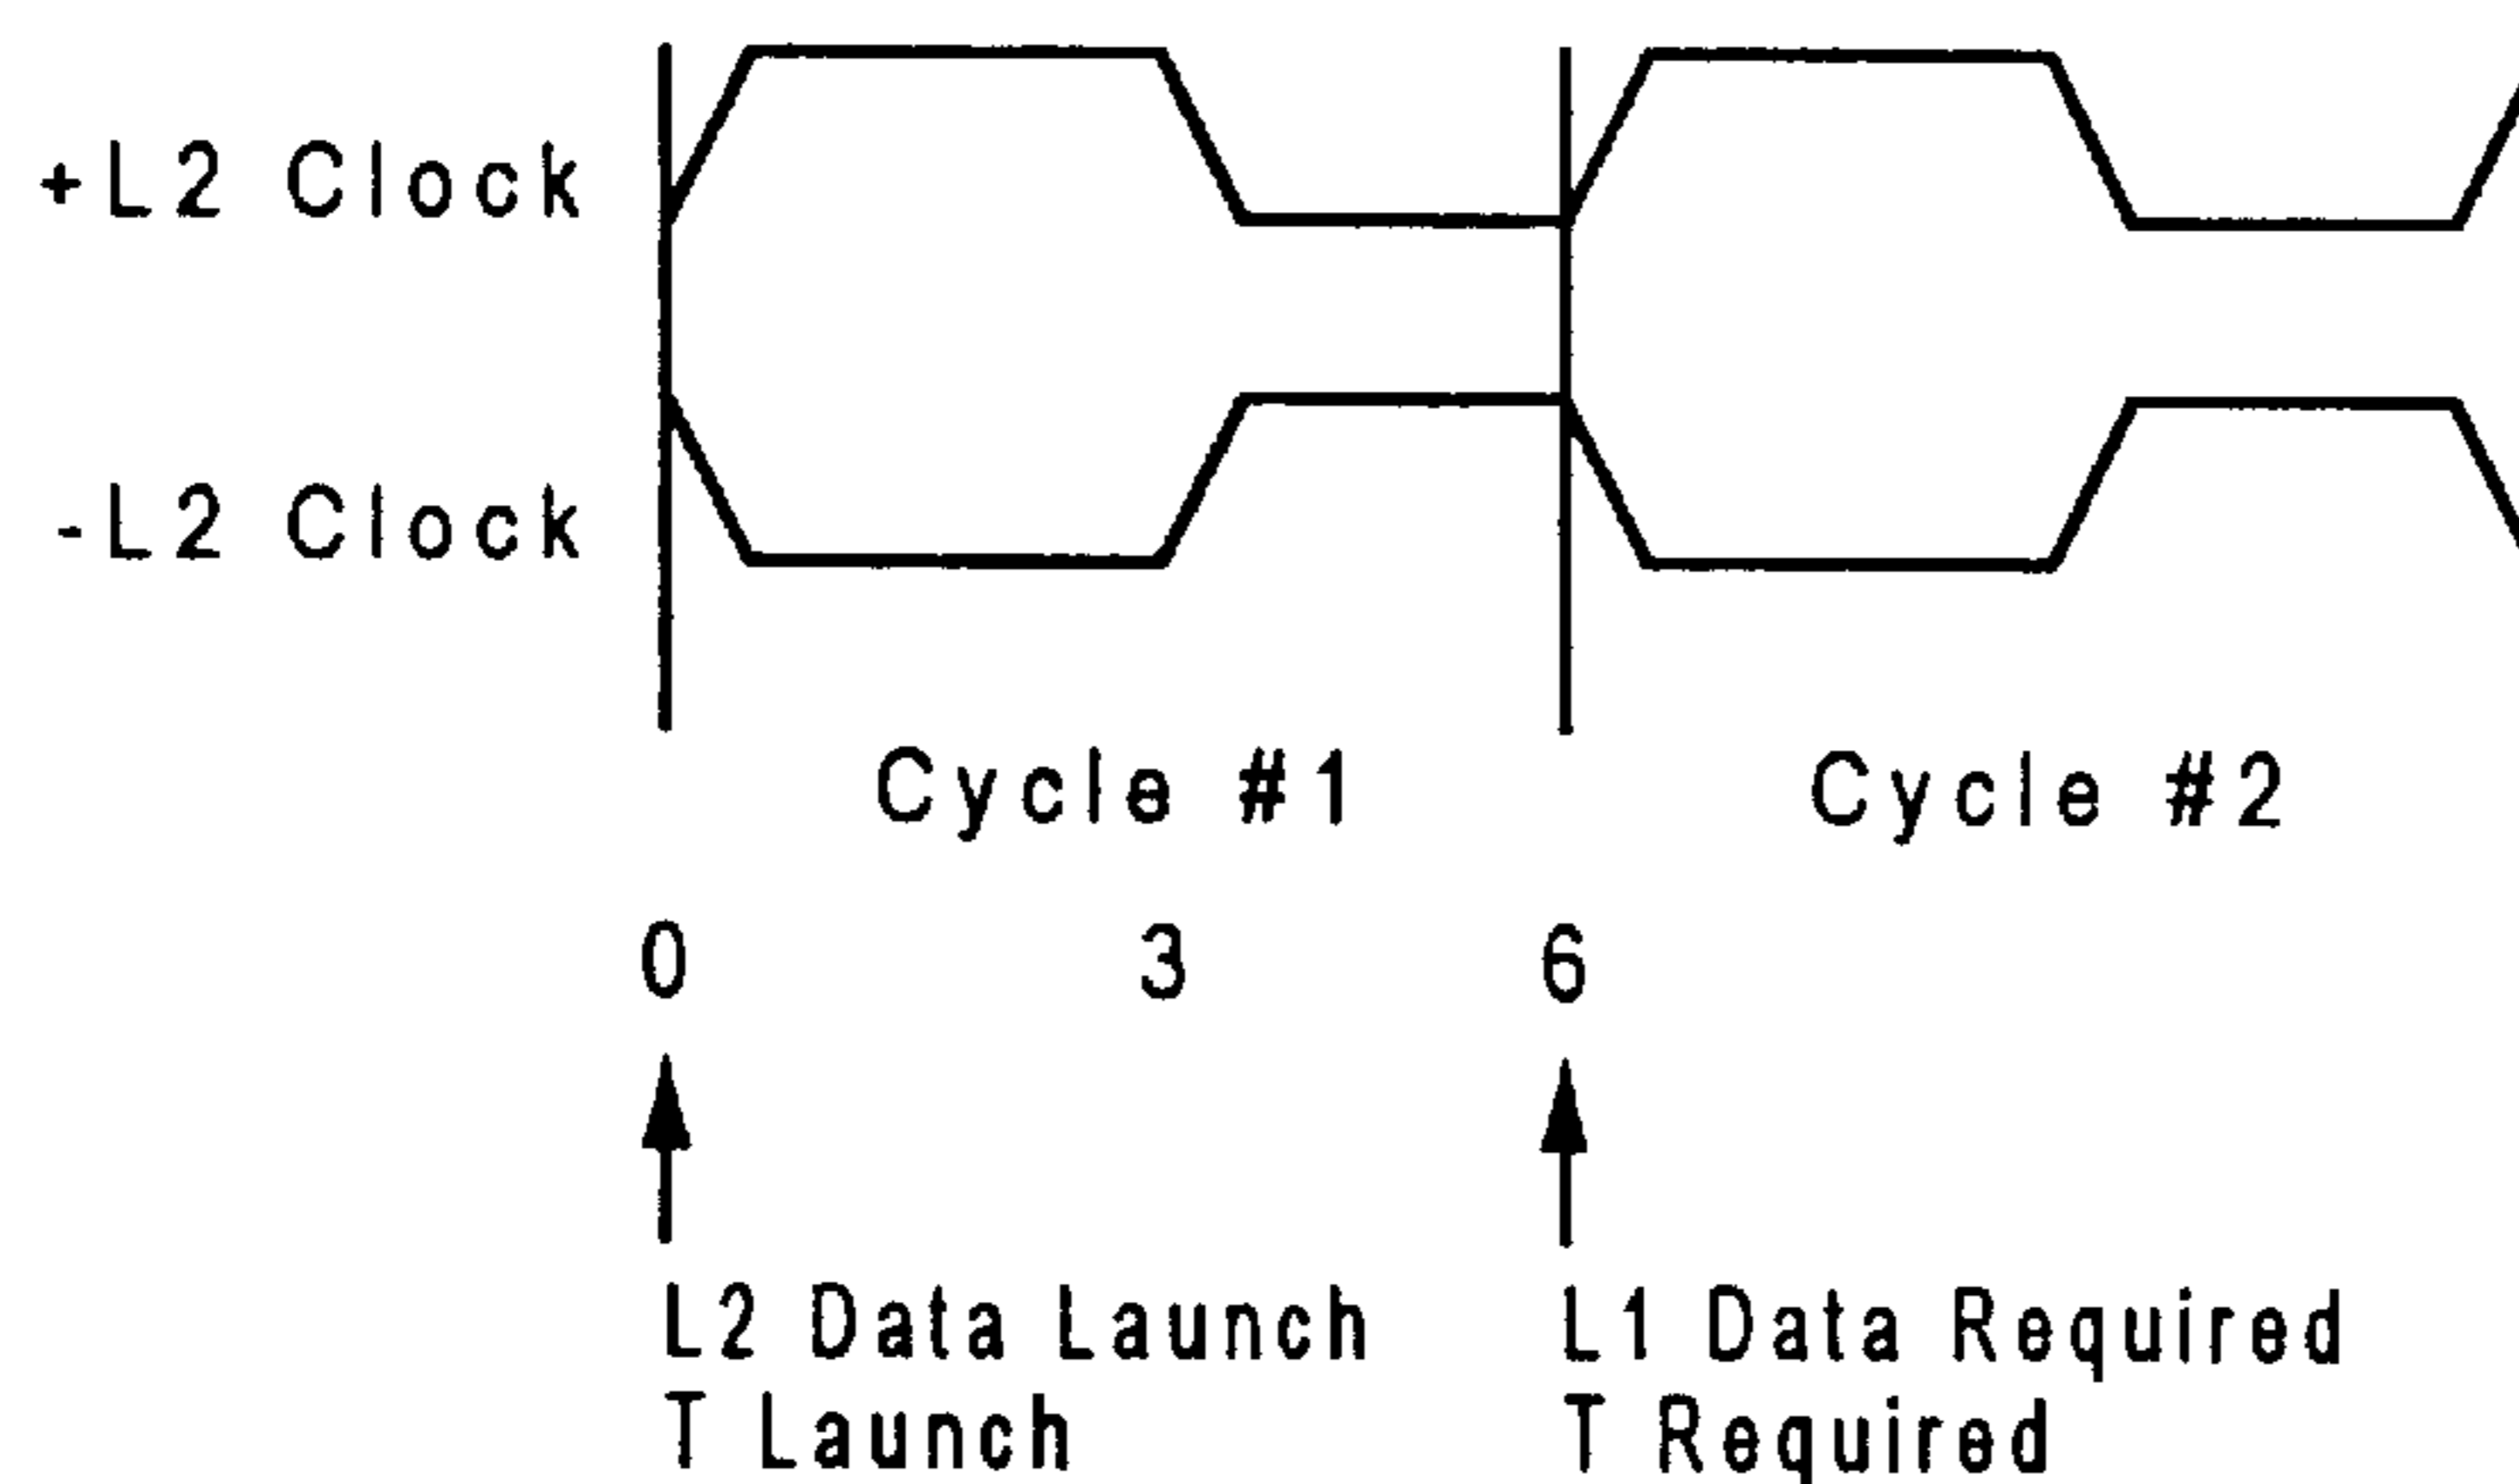 +L2 Clock
-L2 Clock
Cycle #1
Cycle #2
0 3 6
L2 Data Launch
T Launch
L1 Data Required
T Required